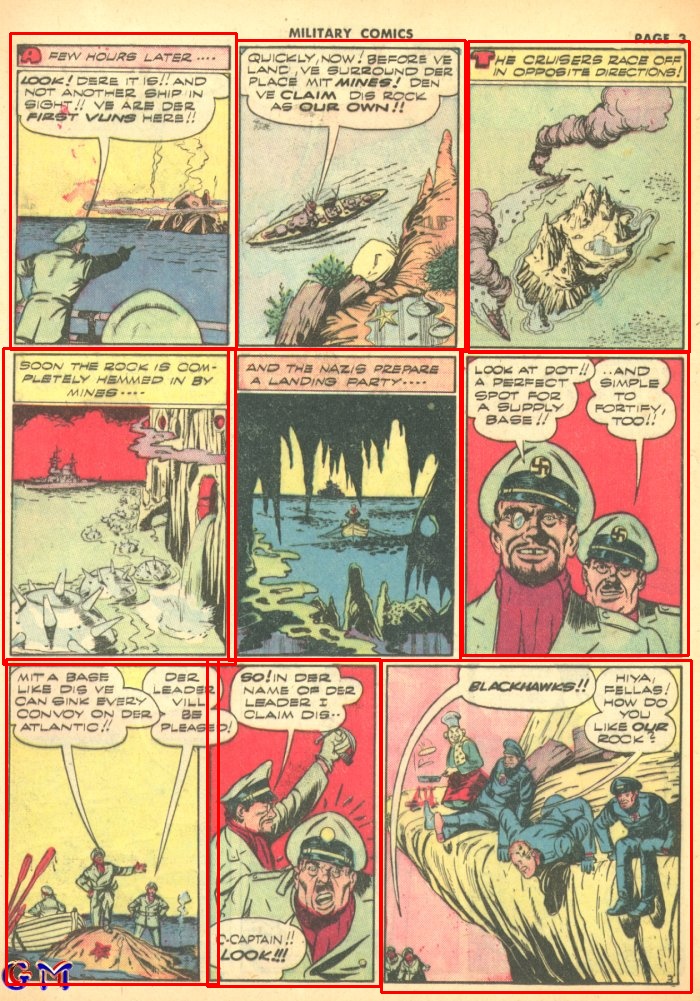 MILITARY COMICS
PAGE 3
A FEW HOURS LATER ....
LOOK! DERE IT IS!! AND
NOT ANOTHER SHIP IN
SIGHT!! VE ARE DER
FIRST VUNS HERE!!
QUICKLY, NOW! BEFORE VE
LAND, VE SURROUND DER
PLACE MIT MINES! DEN
VE CLAIM DIS ROCK
AS OUR OWN!!
THE CRUISERS RACE OFF
IN OPPOSITE DIRECTIONS!
SOON THE ROCK IS COM-
PLETELY HEMMED IN BY
MINES----
AND THE NAZIS PREPARE
A LANDING PARTY----
LOOK AT DOT!!
A PERFECT
SPOT FOR
A SUPPLY
BASE!!
..AND
SIMPLE
TO
FORTIFY,
TOO!!
MIT A BASE
LIKE DIS VE
CAN SINK EVERY
CONVOY ON DER
ATLANTIC!!
DER
LEADER
VILL
BE
PLEASED!
SO! IN DER
NAME OF DER
LEADER I
CLAIM DIS--
C-CAPTAIN!!
LOOK!!!
BLACKHAWKS!!
HIYA,
FELLAS!
HOW DO
YOU
LIKE OUR
ROCK?
3
GM